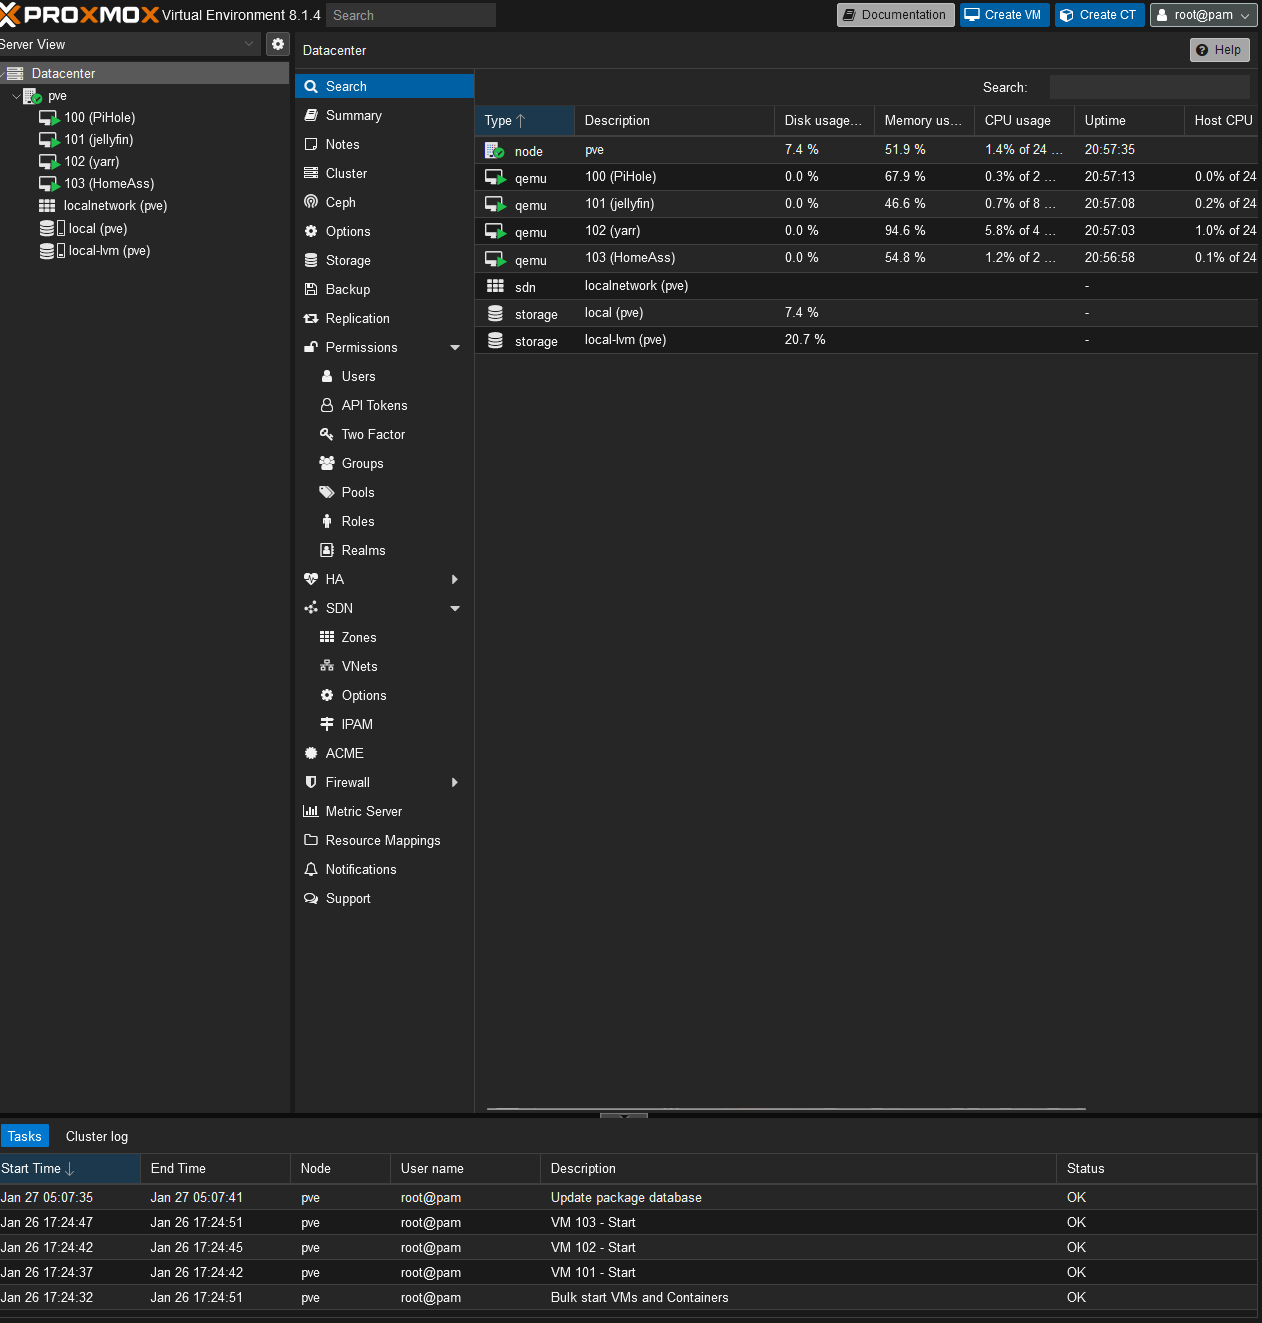 PROXMOX Virtual Environment 8.1.4 Search Documentation Create VM Create CT root@pam
Server View
Datacenter
pve
100 (PiHole)
101 (jellyfin)
102 (yarr)
103 (HomeAss)
localnetwork (pve)
local (pve)
local-lvm (pve)
Datacenter Help
Search
Summary
Notes
Cluster
Ceph
Options
Storage
Backup
Replication
Permissions
Users
API Tokens
Two Factor
Groups
Pools
Roles
Realms
HA
SDN
Zones
VNets
Options
IPAM
ACME
Firewall
Metric Server
Resource Mappings
Notifications
Support
Search:
Type Description Disk usage... Memory us... CPU usage Uptime Host CPU
node pve 7.4 % 51.9 % 1.4% of 24 ... 20:57:35
qemu 100 (PiHole) 0.0 % 67.9 % 0.3% of 2 ... 20:57:13 0.0% of 24
qemu 101 (jellyfin) 0.0 % 46.6 % 0.7% of 8 ... 20:57:08 0.2% of 24
qemu 102 (yarr) 0.0 % 94.6 % 5.8% of 4 ... 20:57:03 1.0% of 24
qemu 103 (HomeAss) 0.0 % 54.8 % 1.2% of 2 ... 20:56:58 0.1% of 24
sdn localnetwork (pve) -
storage local (pve) 7.4 % -
storage local-lvm (pve) 20.7 % -
Tasks Cluster log
Start Time End Time Node User name Description Status
Jan 27 05:07:35 Jan 27 05:07:41 pve root@pam Update package database OK
Jan 26 17:24:47 Jan 26 17:24:51 pve root@pam VM 103 - Start OK
Jan 26 17:24:42 Jan 26 17:24:45 pve root@pam VM 102 - Start OK
Jan 26 17:24:37 Jan 26 17:24:42 pve root@pam VM 101 - Start OK
Jan 26 17:24:32 Jan 26 17:24:51 pve root@pam Bulk start VMs and Containers OK